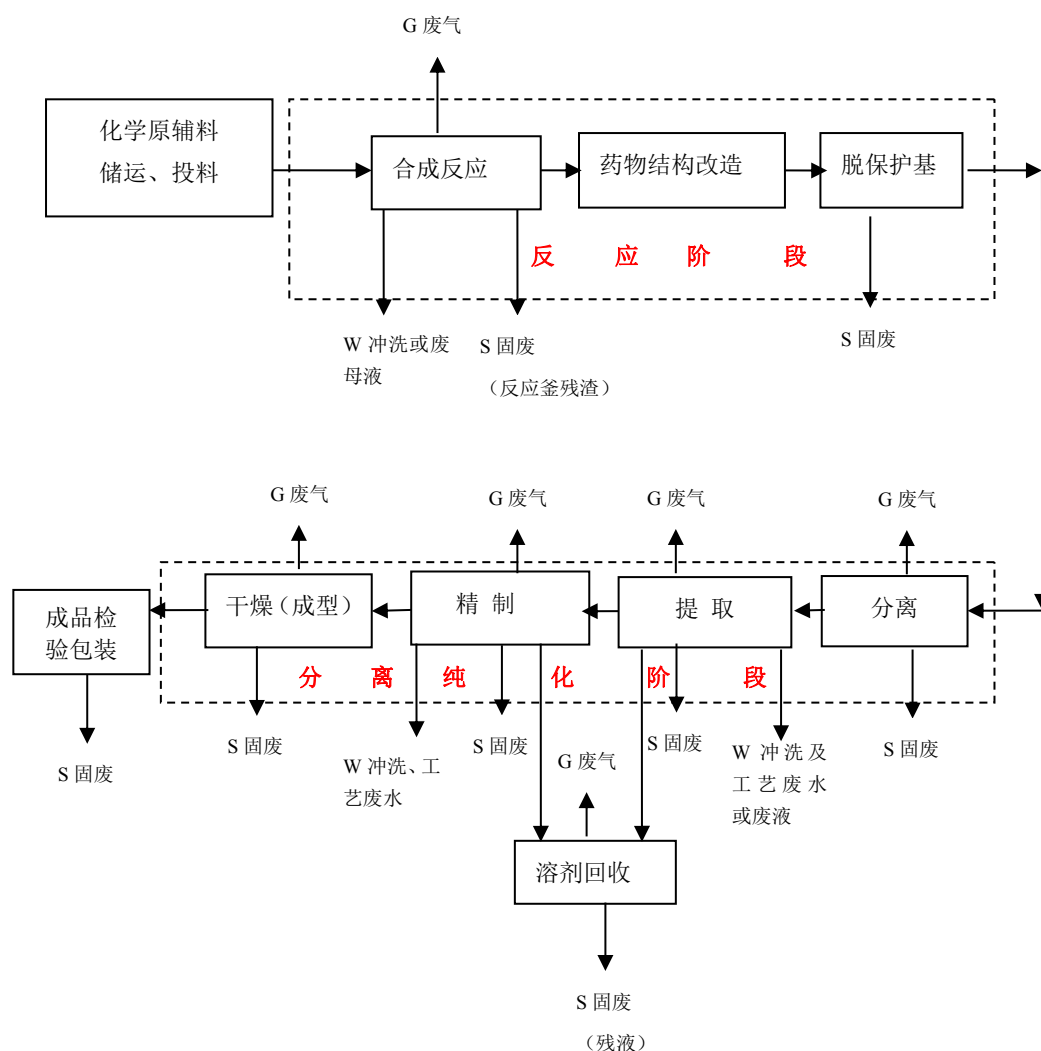 G 废气
化学原辅料
储运、投料
合成反应
药物结构改造
脱保护基
反 应 阶 段
W 冲洗或废
母液
S 固废
（反应釜残渣）
S 固废
G 废气
G 废气
G 废气
G 废气
成品检
验包装
干燥（成型）
精 制
提 取
分离
分 离 纯 化 阶 段
S 固废
S 固废
W 冲洗、工
艺废水
S 固废
S 固废
W 冲洗及
工艺废水
或废液
S 固废
G 废气
溶剂回收
S 固废
（残液）